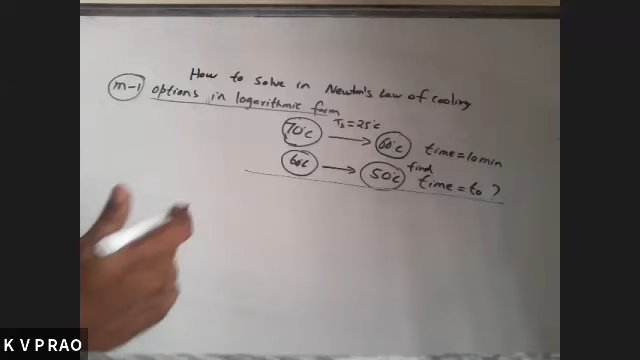 How to solve in Newton's Law of cooling
m-1 options in logarithmic form
70°C Ts = 25°C 60°C time = 10min
60°C 50°C find time = t0 ?
K V P RAO